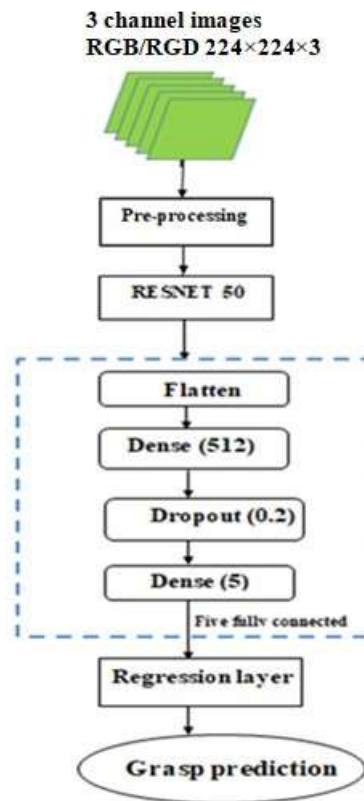 3 channel images
RGB/RGD 224×224×3
Pre-processing
RESNET 50
Flatten
Dense (512)
Dropout (0.2)
Dense (5)
Five fully connected
Regression layer
Grasp prediction